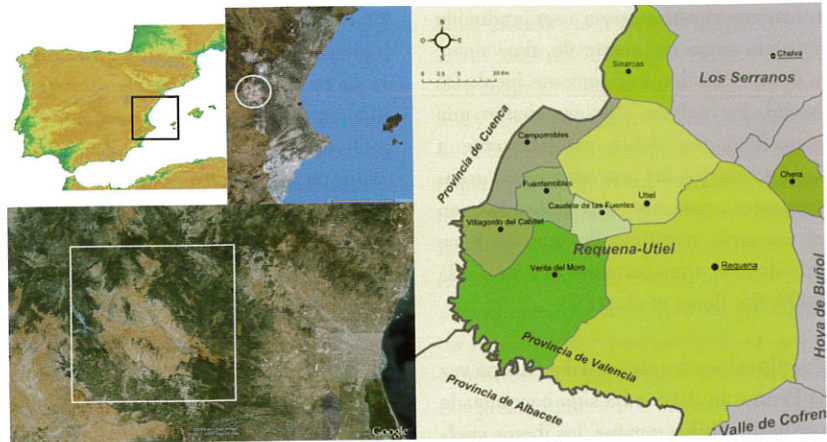 N
O
E
S
0 2.5 5 10 Km
Chelva
Sinarcas
Los Serranos
Provincia de Cuenca
Camporrobles
Chera
Fuenterrobles
Utiel
Caudete de las Fuentes
Villagordo del Cabriel
Requena-Utiel
Requena
Venta del Moro
Hoya de Buñol
Provincia de Valencia
Provincia de Albacete
Valle de Cofren
Google